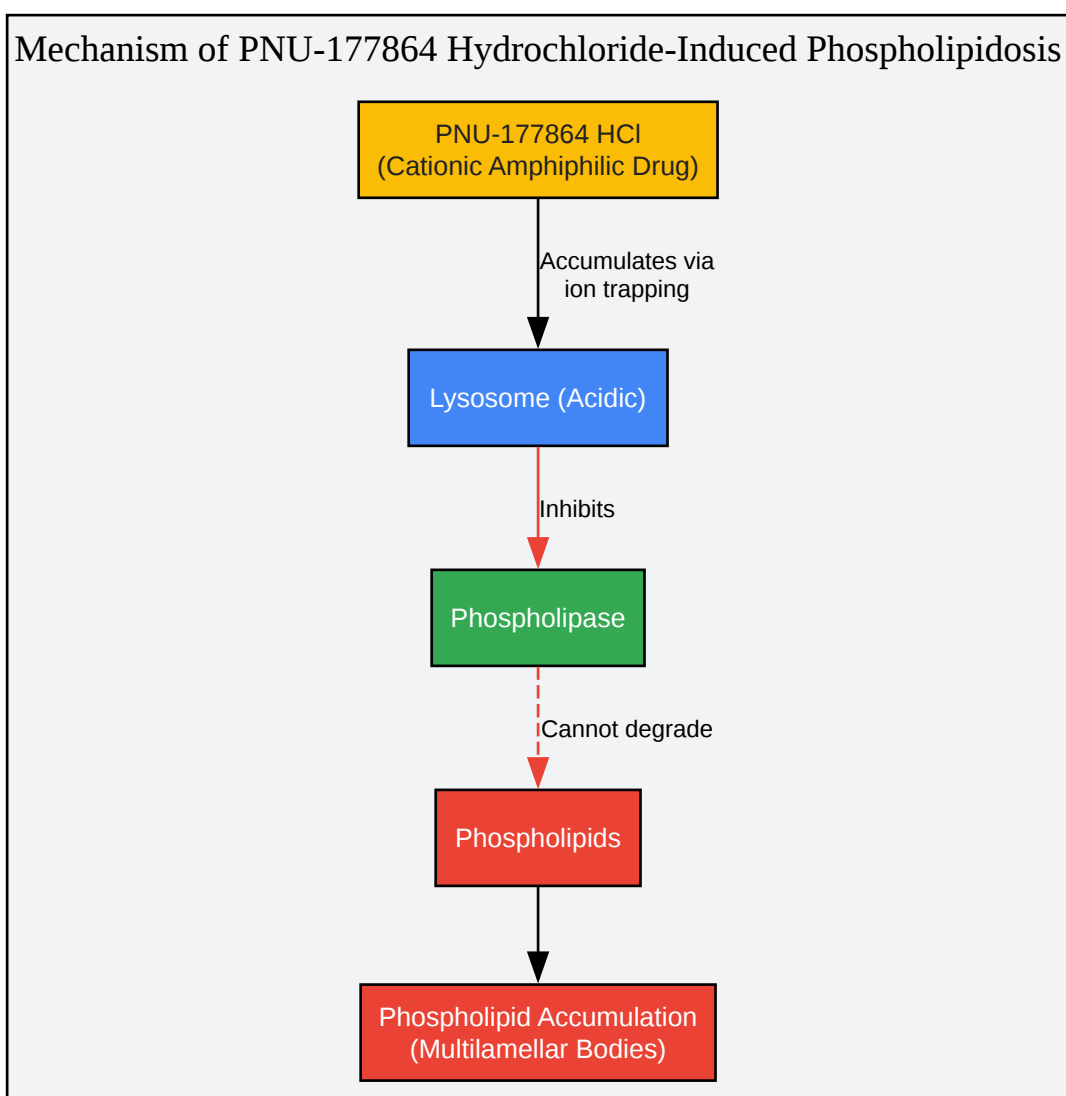 Mechanism of PNU-177864 Hydrochloride-Induced Phospholipidosis
PNU-177864 HCl
(Cationic Amphiphilic Drug)
Accumulates via
ion trapping
Lysosome (Acidic)
Inhibits
Phospholipase
Cannot degrade
Phospholipids
Phospholipid Accumulation
(Multilamellar Bodies)